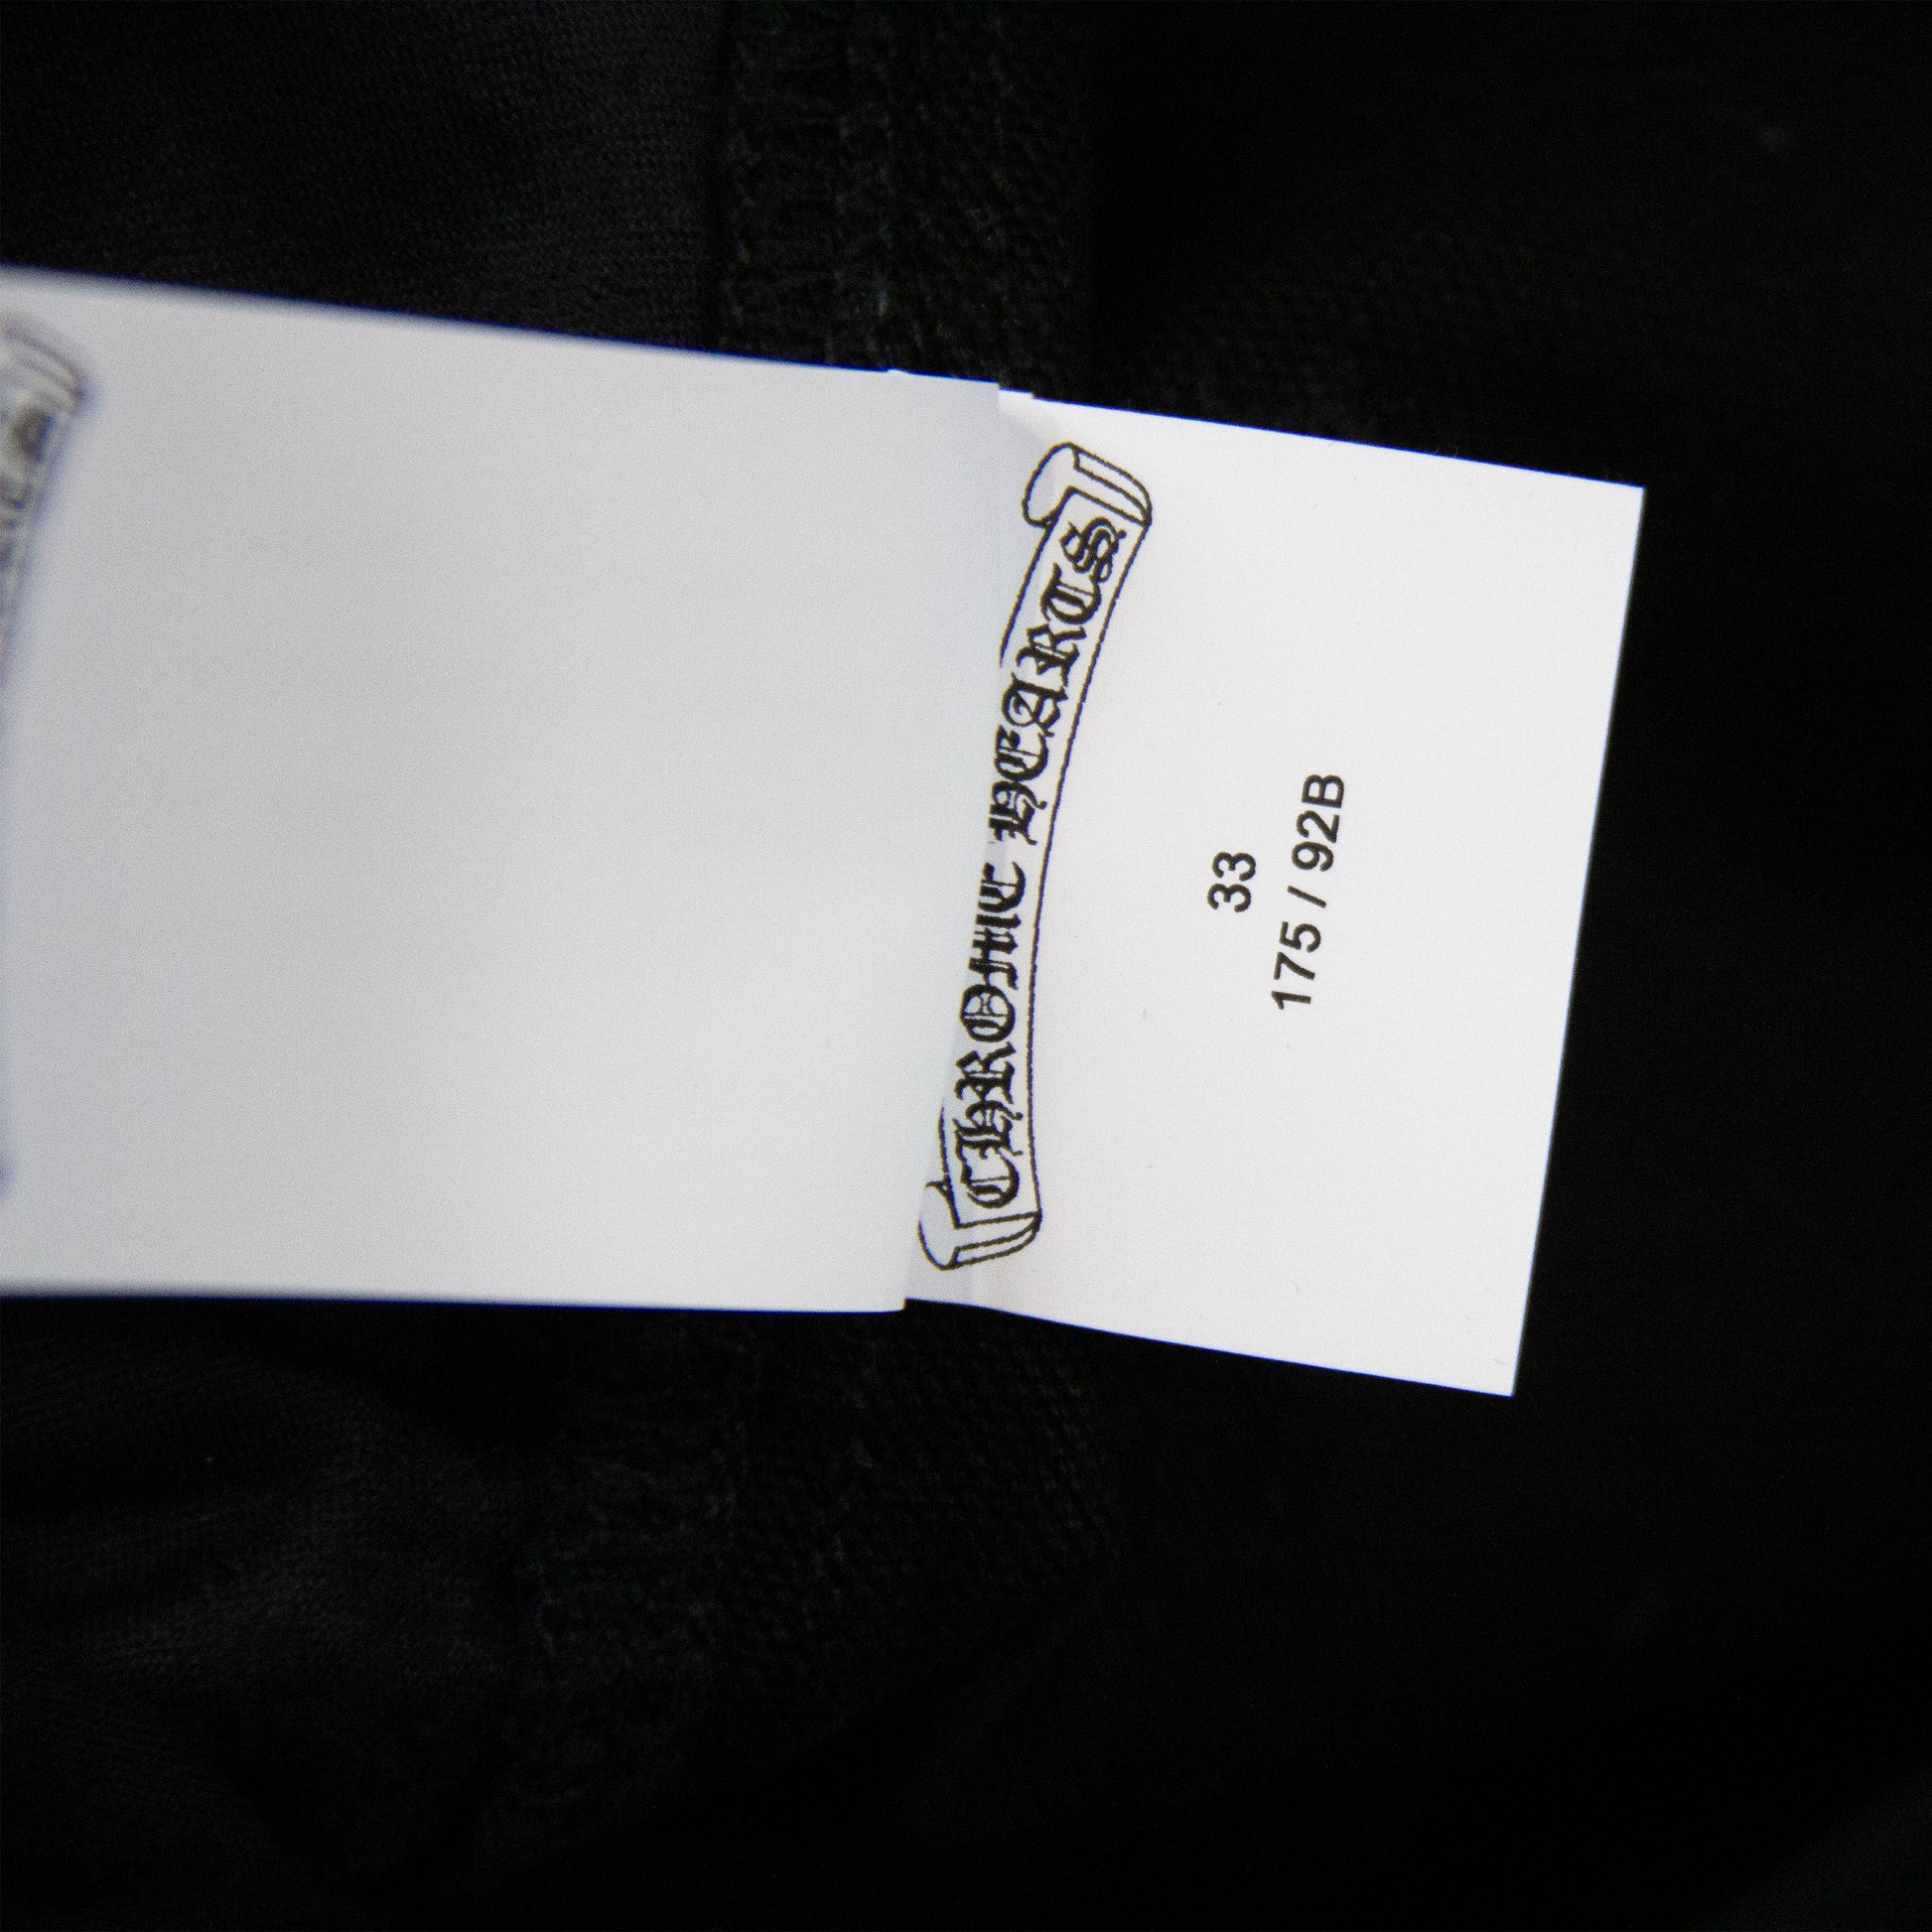 CHROME HEARTS
33
175 / 92B